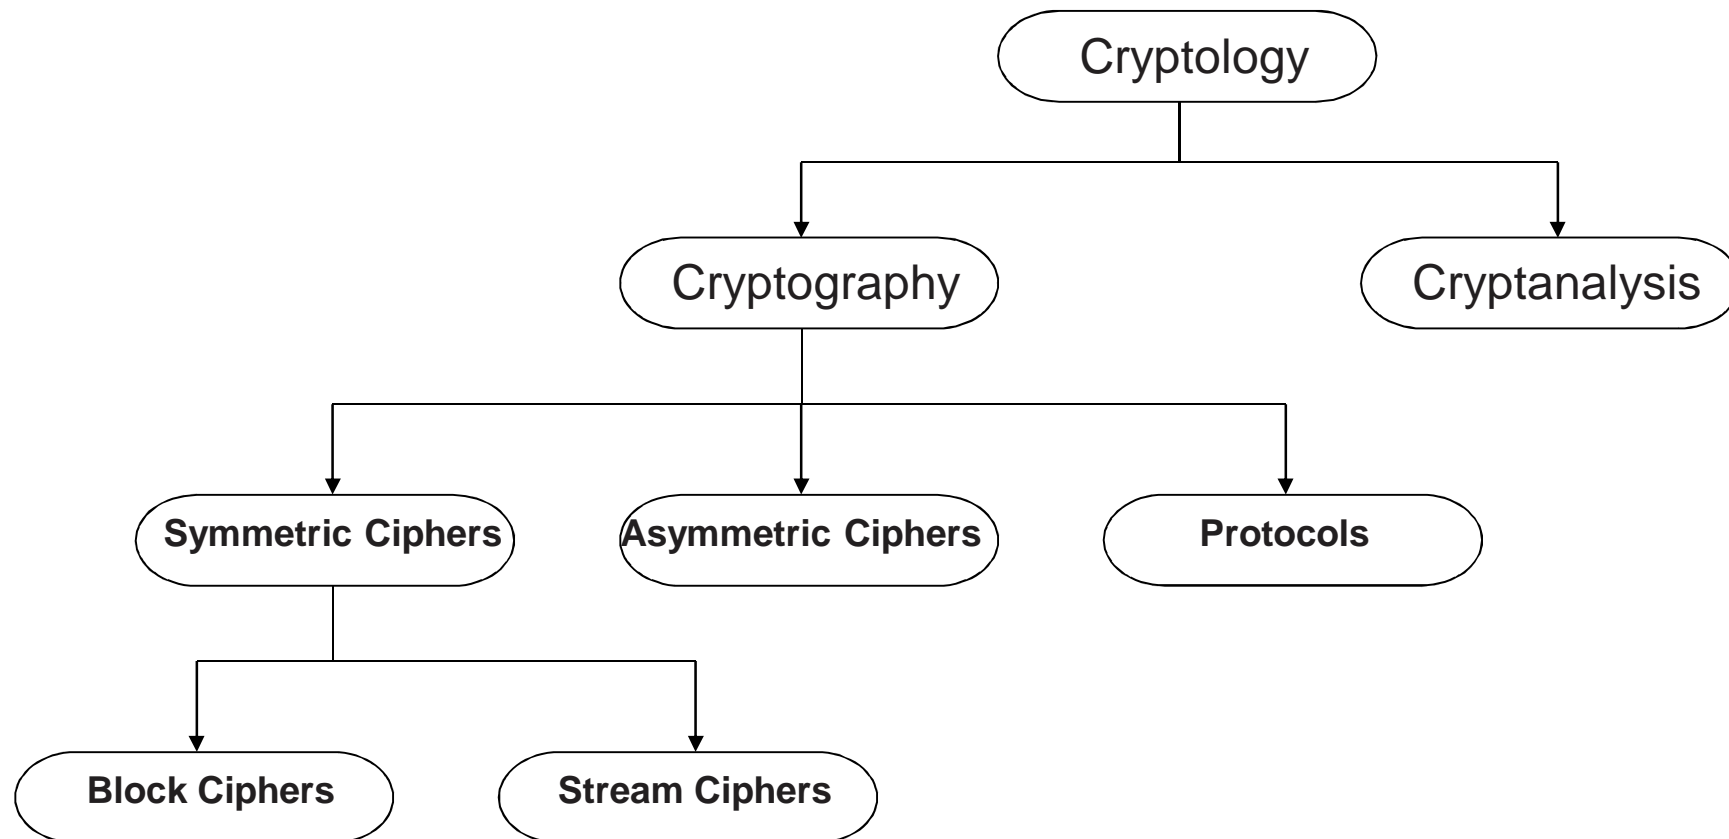 Cryptology
Cryptography
Cryptanalysis
Symmetric Ciphers
Asymmetric Ciphers
Protocols
Block Ciphers
Stream Ciphers